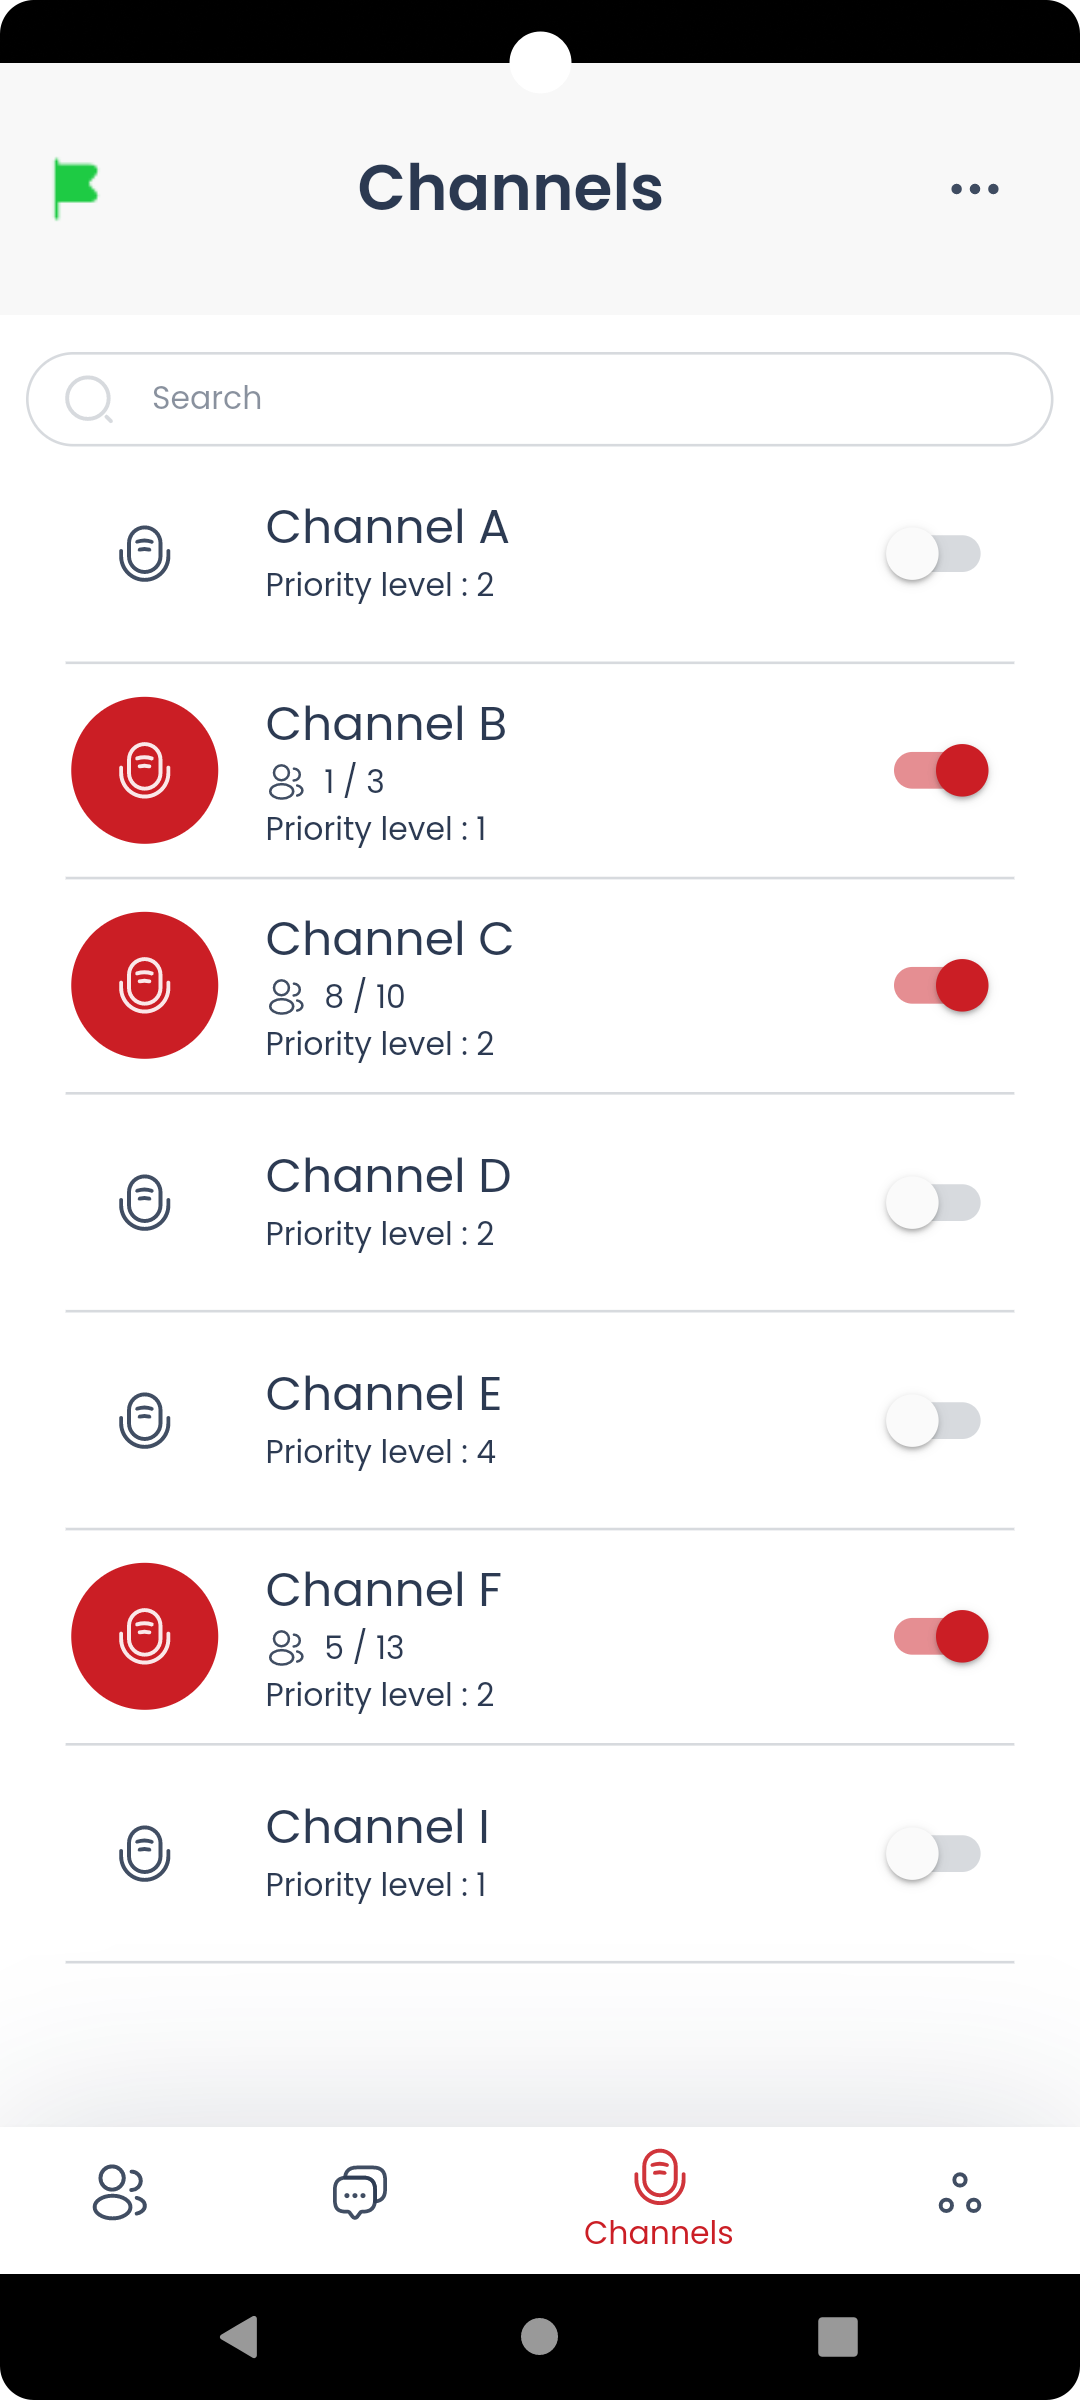 Channels
Search
Channel A
Priority level : 2
Channel B
1 / 3
Priority level : 1
Channel C
8 / 10
Priority level : 2
Channel D
Priority level : 2
Channel E
Priority level : 4
Channel F
5 / 13
Priority level : 2
Channel I
Priority level : 1
Channels